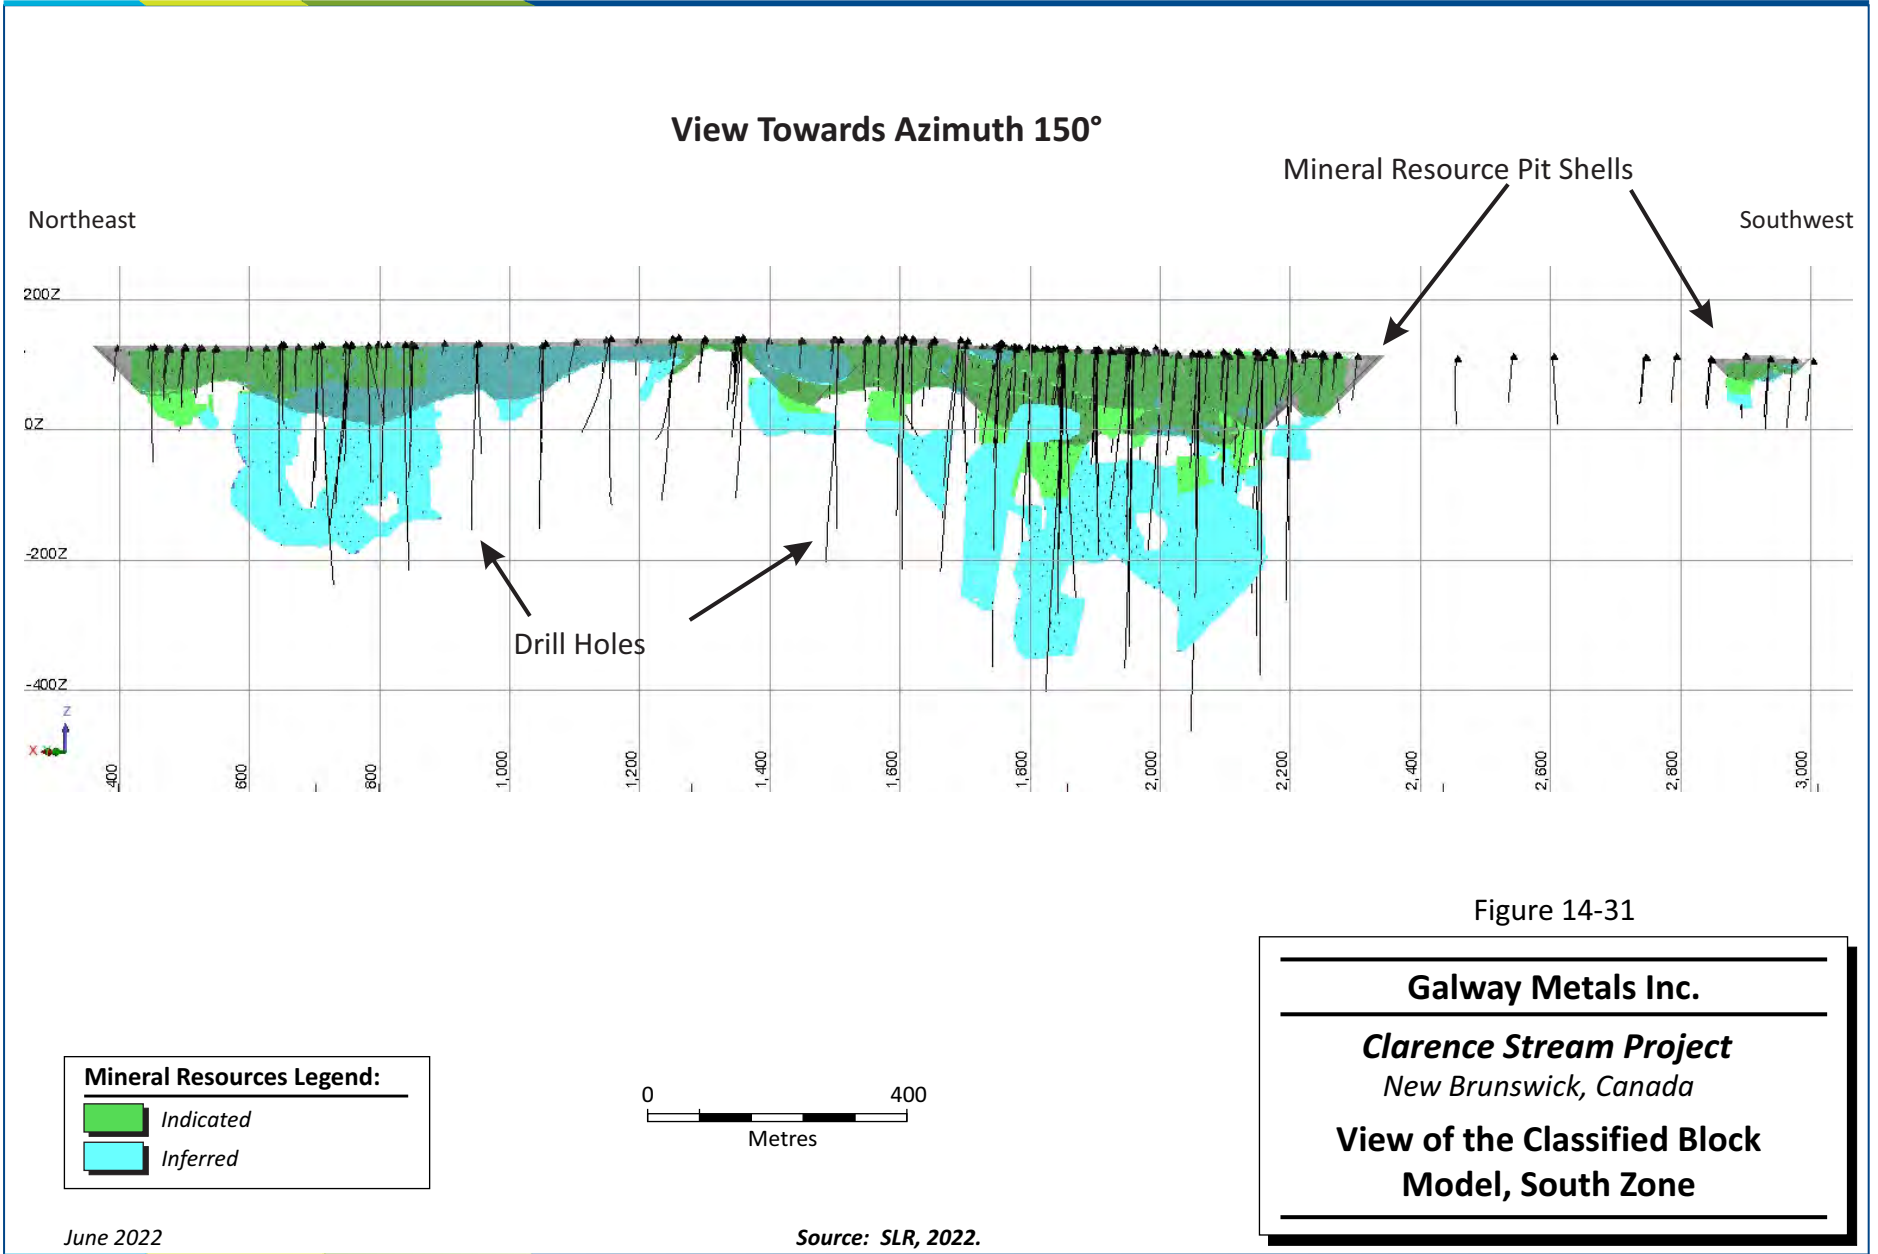 View Towards Azimuth 150°
Mineral Resource Pit Shells
Northeast
Southwest
200Z
0Z
-200Z
Drill Holes
-400Z
Z
X
400
600
800
1,000
1,200
1,400
1,600
1,800
2,000
2,200
2,400
2,600
2,800
3,000
Figure 14-31
Galway Metals Inc.
Clarence Stream Project
New Brunswick, Canada
View of the Classified Block
Model, South Zone
Mineral Resources Legend:
Indicated
Inferred
0 400
Metres
June 2022
Source: SLR, 2022.